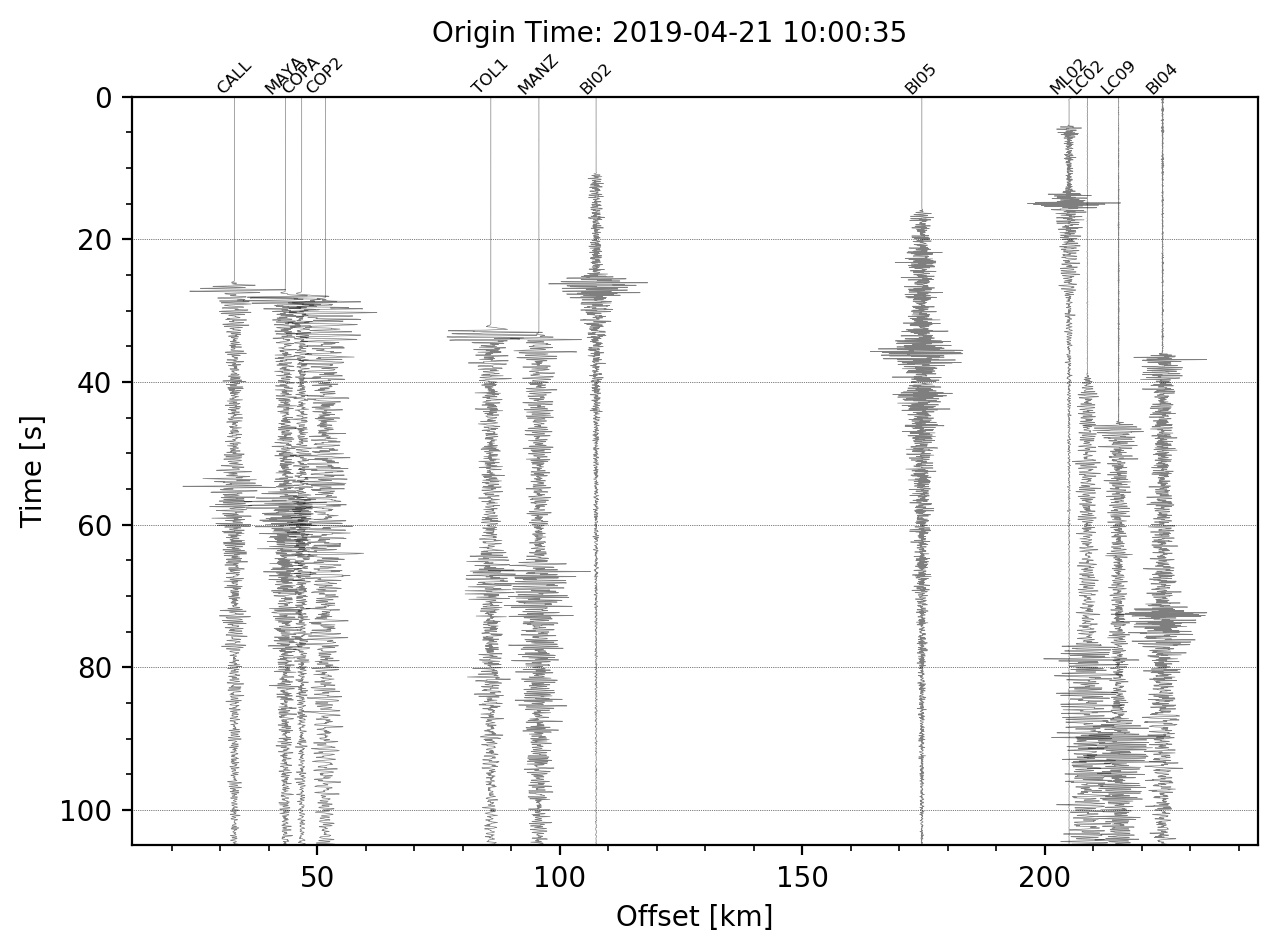 Origin Time: 2019-04-21 10:00:35
CALL MAYA COPA COP2 TOL1 MANZ BI02 BI05 ML02 LC02 LC09 BI04
0
20
40
60
80
100
Time [s]
50 100 150 200
Offset [km]